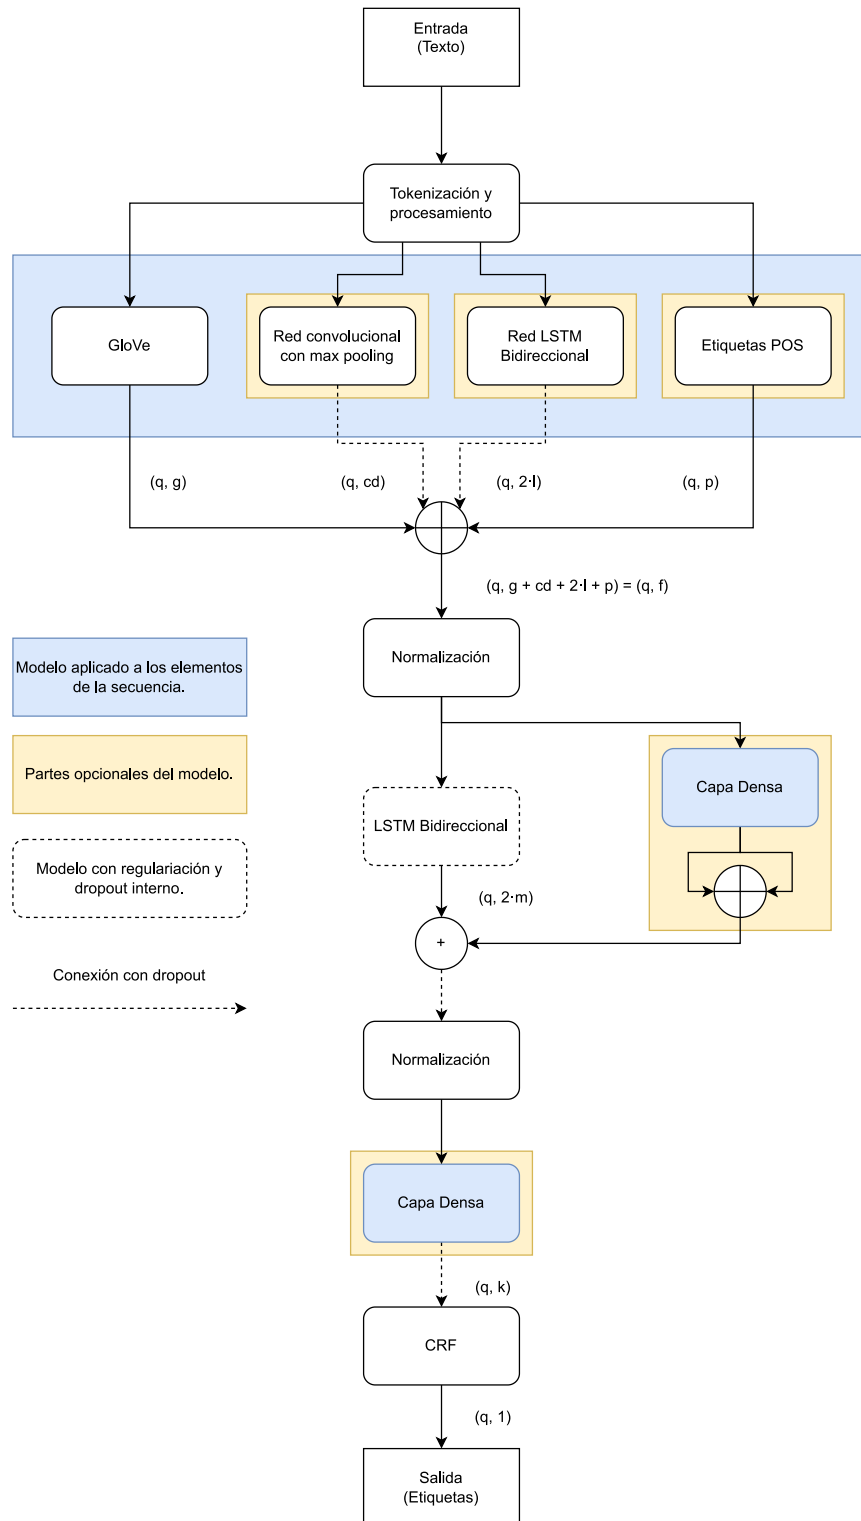 Entrada
(Texto)
Tokenización y
procesamiento
GloVe
Red convolucional
con max pooling
Red LSTM
Bidireccional
Etiquetas POS
(q, g)
(q, cd)
(q, 2·l)
(q, p)
(q, g + cd + 2·l + p) = (q, f)
Modelo aplicado a los elementos
de la secuencia.
Normalización
Partes opcionales del modelo.
Capa Densa
LSTM Bidireccional
Modelo con regulariación y
dropout interno.
(q, 2·m)
+
Conexión con dropout
Normalización
Capa Densa
(q, k)
CRF
(q, 1)
Salida
(Etiquetas)